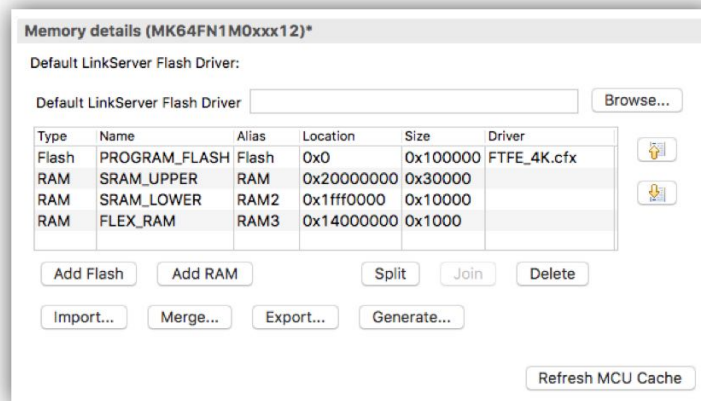 Memory details (MK64FN1M0xxx12)*
Default LinkServer Flash Driver:
Default LinkServer Flash Driver Browse...
Type Name Alias Location Size Driver
Flash PROGRAM_FLASH Flash 0x0 0x100000 FTFE_4K.cfx
RAM SRAM_UPPER RAM 0x20000000 0x30000
RAM SRAM_LOWER RAM2 0x1fff0000 0x10000
RAM FLEX_RAM RAM3 0x14000000 0x1000
Add Flash Add RAM Split Join Delete
Import... Merge... Export... Generate...
Refresh MCU Cache